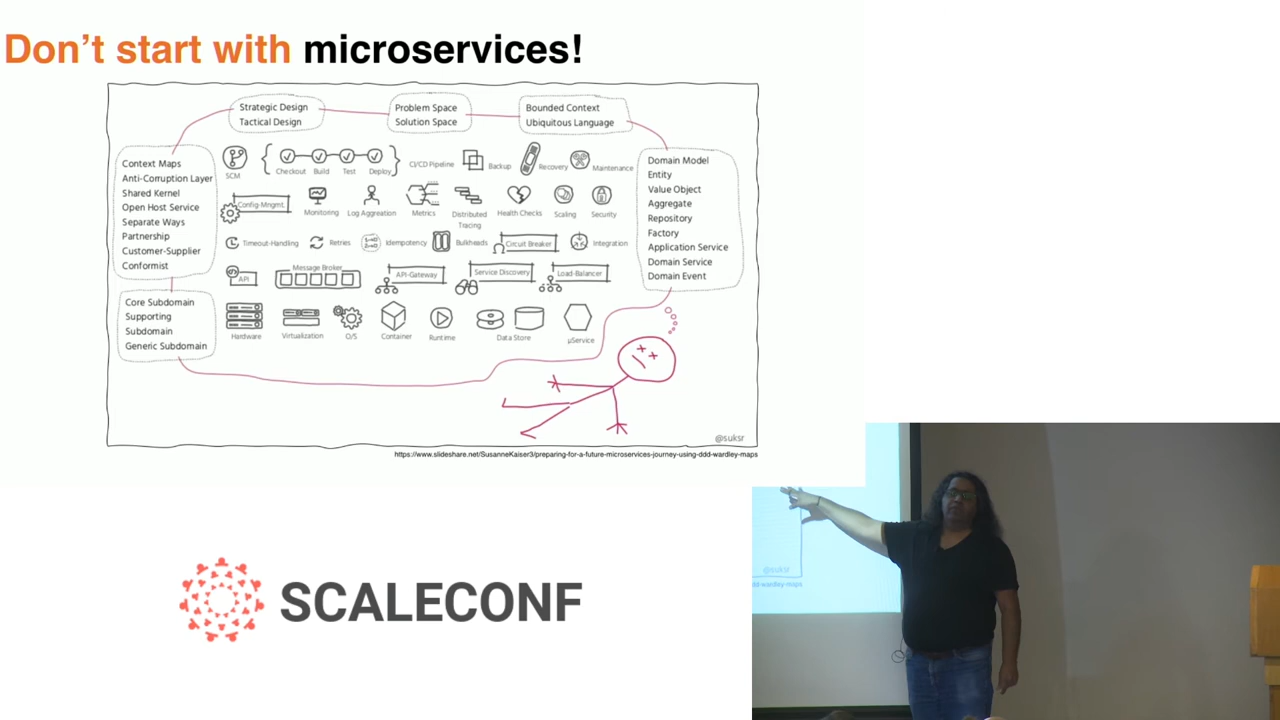 Don't start with microservices!
Strategic Design
Tactical Design
Problem Space
Solution Space
Bounded Context
Ubiquitous Language
Context Maps
Anti-Corruption Layer
Shared Kernel
Open Host Service
Separate Ways
Partnership
Customer-Supplier
Conformist
Core Subdomain
Supporting
Subdomain
Generic Subdomain
SCM
Checkout
Build
Test
Deploy
CI/CD Pipeline
Backup
Recovery
Maintenance
Config-Mngmt.
Monitoring
Log Aggreation
Metrics
Distributed
Tracing
Health Checks
Scaling
Security
Timeout-Handling
Retries
Idempotency
Bulkheads
Circuit Breaker
Integration
API
Message Broker
API-Gateway
Service Discovery
Load-Balancer
Hardware
Virtualization
O/S
Container
Runtime
Data Store
µService
Domain Model
Entity
Value Object
Aggregate
Repository
Factory
Application Service
Domain Service
Domain Event
@suksr
https://www.slideshare.net/SusanneKaiser3/preparing-for-a-future-microservices-journey-using-ddd-wardley-maps
SCALECONF
@suksr
dd-wardley-maps